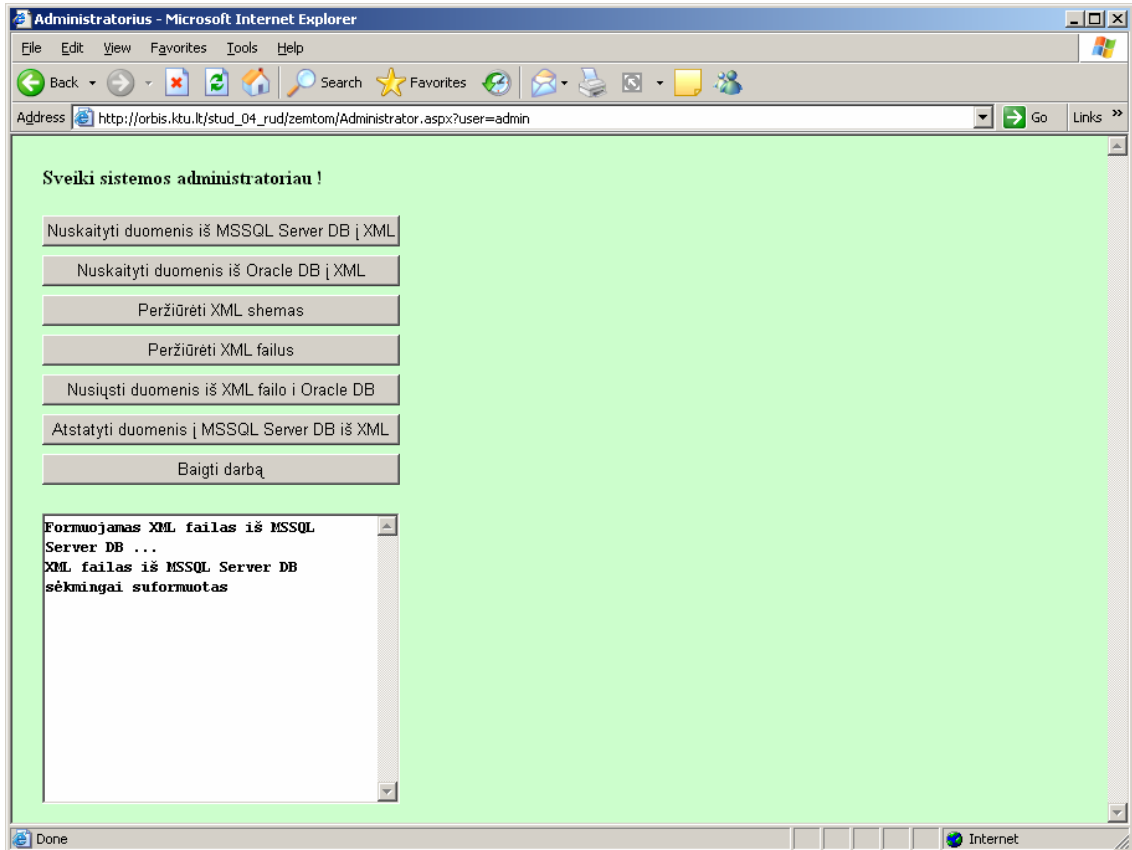 Administratorius - Microsoft Internet Explorer
File Edit View Favorites Tools Help
Back Search Favorites
Address http://orbis.ktu.lt/stud_04_rud/zemtom/Administrator.aspx?user=admin Go Links »
Sveiki sistemos administratoriau !
Nuskaityti duomenis iš MSSQL Server DB į XML
Nuskaityti duomenis iš Oracle DB į XML
Peržiūrėti XML shemas
Peržiūrėti XML failus
Nusiųsti duomenis iš XML failo i Oracle DB
Atstatyti duomenis į MSSQL Server DB iš XML
Baigti darbą
Formuojamas XML failas iš MSSQL
Server DB ...
XML failas iš MSSQL Server DB
sėkmingai suformuotas
Done Internet